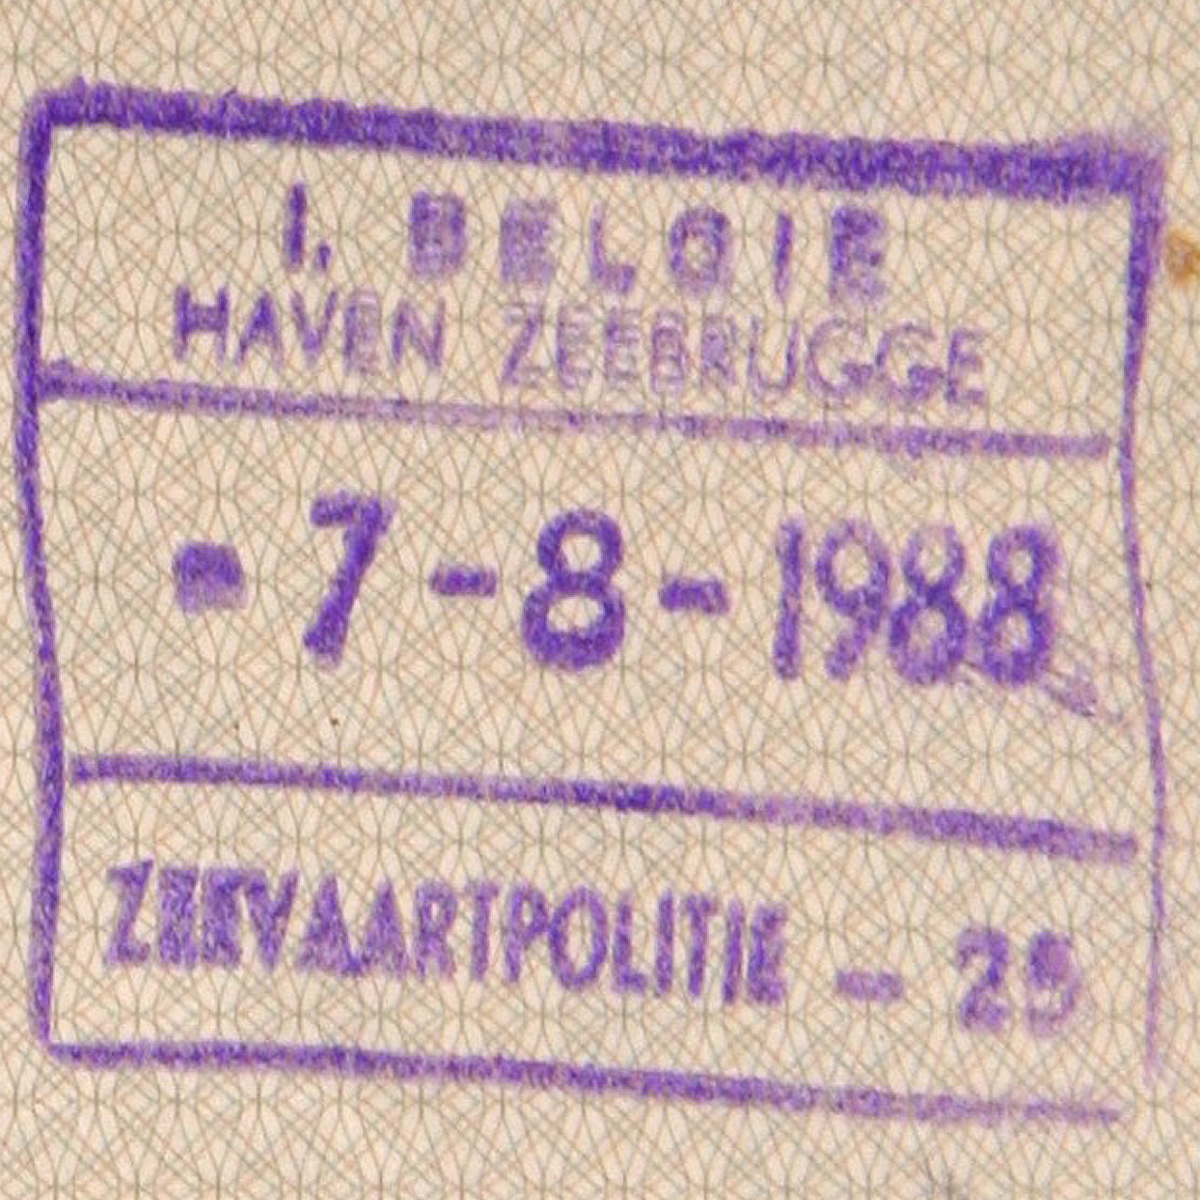 I. BELGIE
HAVEN ZEEBRUGGE
- 7 - 8 - 1988
ZEEVAARTPOLITIE - 29